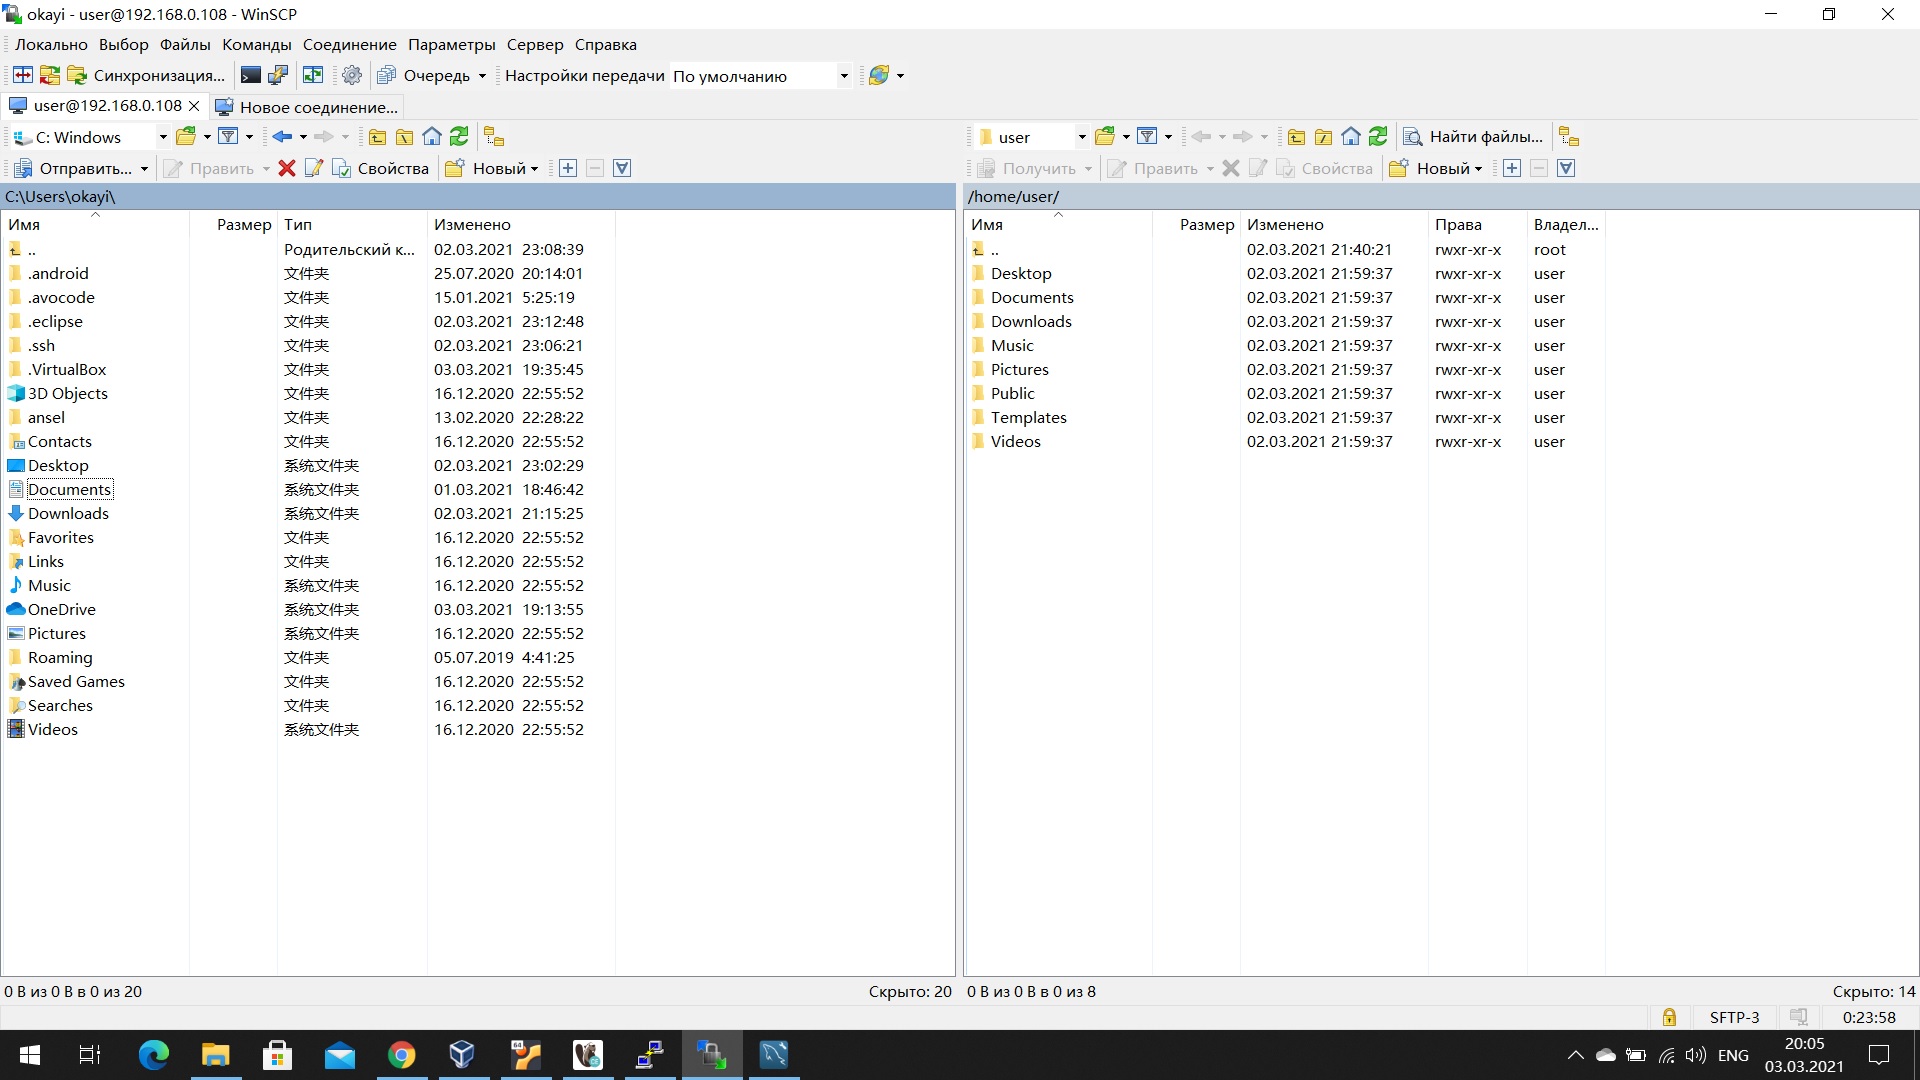 okayi - user@192.168.0.108 - WinSCP
Локально Выбор Файлы Команды Соединение Параметры Сервер Справка
Синхронизация... Очередь Настройки передачи По умолчанию
user@192.168.0.108 Новое соединение...
C: Windows
Отправить... Править Свойства Новый
C:\Users\okayi\
Имя Размер Тип Изменено
.. Родительский к... 02.03.2021 23:08:39
.android 文件夹 25.07.2020 20:14:01
.avocode 文件夹 15.01.2021 5:25:19
.eclipse 文件夹 02.03.2021 23:12:48
.ssh 文件夹 02.03.2021 23:06:21
.VirtualBox 文件夹 03.03.2021 19:35:45
3D Objects 文件夹 16.12.2020 22:55:52
ansel 文件夹 13.02.2020 22:28:22
Contacts 文件夹 16.12.2020 22:55:52
Desktop 系统文件夹 02.03.2021 23:02:29
Documents 系统文件夹 01.03.2021 18:46:42
Downloads 系统文件夹 02.03.2021 21:15:25
Favorites 文件夹 16.12.2020 22:55:52
Links 文件夹 16.12.2020 22:55:52
Music 系统文件夹 16.12.2020 22:55:52
OneDrive 系统文件夹 03.03.2021 19:13:55
Pictures 系统文件夹 16.12.2020 22:55:52
Roaming 文件夹 05.07.2019 4:41:25
Saved Games 文件夹 16.12.2020 22:55:52
Searches 文件夹 16.12.2020 22:55:52
Videos 系统文件夹 16.12.2020 22:55:52
0 B из 0 B в 0 из 20 Скрыто: 20
user Найти файлы...
Получить Править Свойства Новый
/home/user/
Имя Размер Изменено Права Владел...
.. 02.03.2021 21:40:21 rwxr-xr-x root
Desktop 02.03.2021 21:59:37 rwxr-xr-x user
Documents 02.03.2021 21:59:37 rwxr-xr-x user
Downloads 02.03.2021 21:59:37 rwxr-xr-x user
Music 02.03.2021 21:59:37 rwxr-xr-x user
Pictures 02.03.2021 21:59:37 rwxr-xr-x user
Public 02.03.2021 21:59:37 rwxr-xr-x user
Templates 02.03.2021 21:59:37 rwxr-xr-x user
Videos 02.03.2021 21:59:37 rwxr-xr-x user
0 B из 0 B в 0 из 8 Скрыто: 14
SFTP-3 0:23:58
64
ENG 20:05
03.03.2021